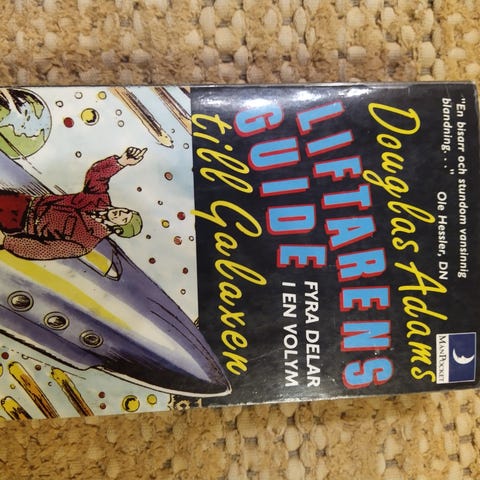 "En bisarr och stundom vansinnig
blandning. . ."
Ole Hessler, DN
MANPOCKET
Douglas Adams
LIFTARENS
GUIDE
till Galaxen
FYRA DELAR
I EN VOLYM